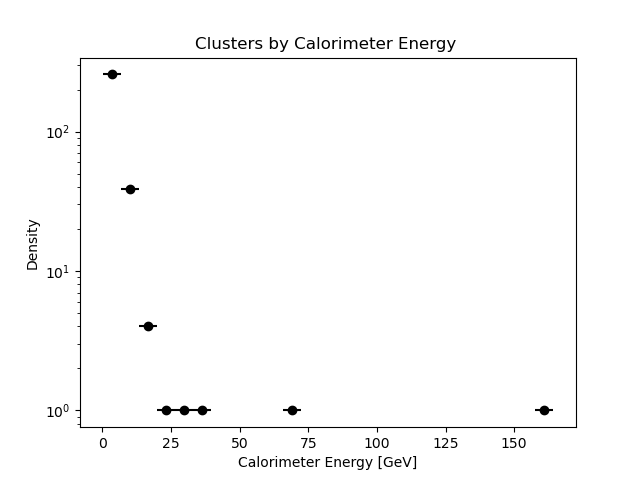 Clusters by Calorimeter Energy
Density
10²
10¹
10⁰
0 25 50 75 100 125 150
Calorimeter Energy [GeV]